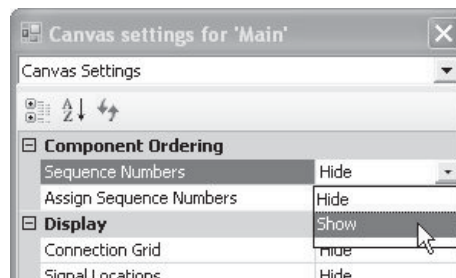 Canvas settings for 'Main'
Canvas Settings
Component Ordering
Sequence Numbers Hide
Assign Sequence Numbers Hide
Display Show
Connection Grid Hide
Signal Locations Hide